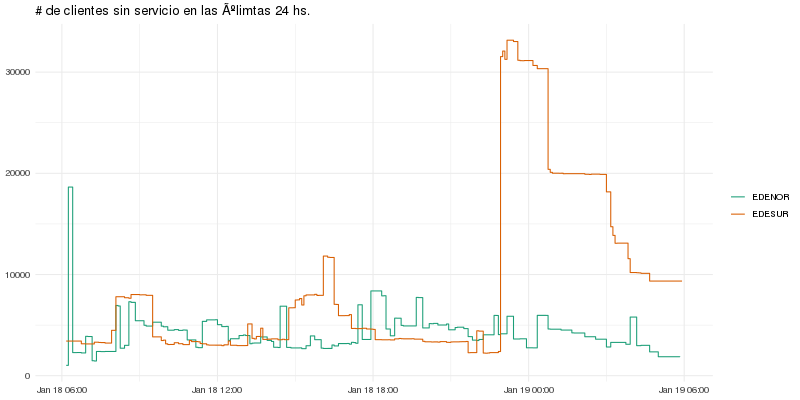 # de clientes sin servicio en las Ãºlimtas 24 hs.
30000
20000
10000
0
Jan 18 06:00
Jan 18 12:00
Jan 18 18:00
Jan 19 00:00
Jan 19 06:00
EDENOR
EDESUR